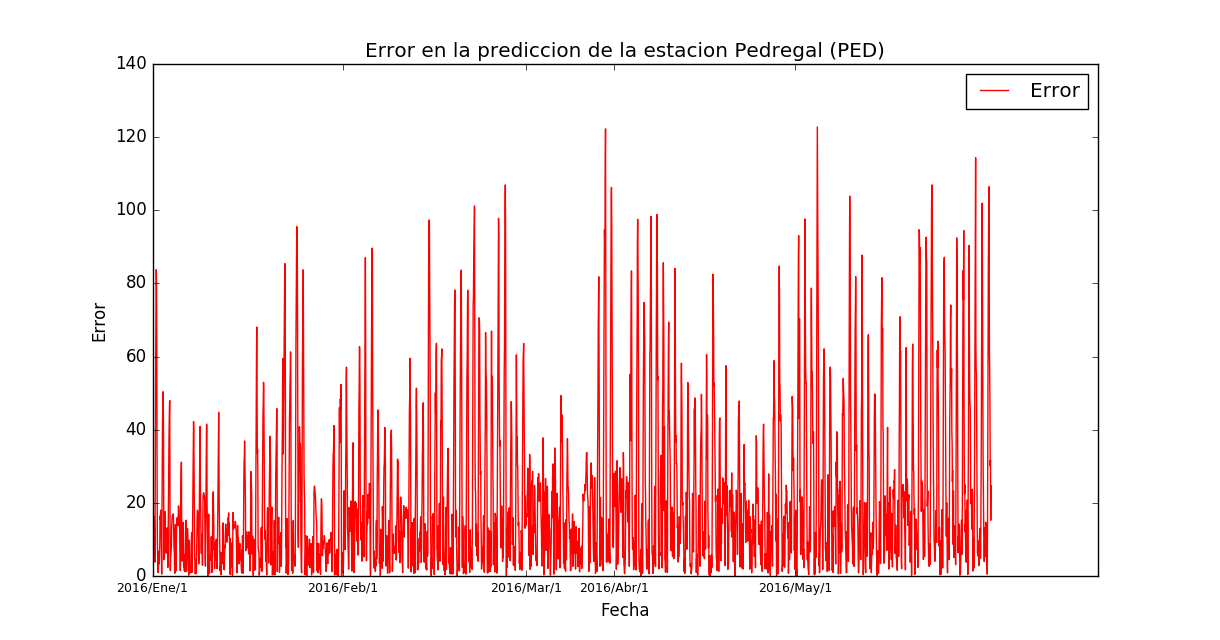 Error en la prediccion de la estacion Pedregal (PED)
Error
140
120
100
80
60
40
20
0
Error
2016/Ene/1 2016/Feb/1 2016/Mar/1 2016/Abr/1 2016/May/1
Fecha